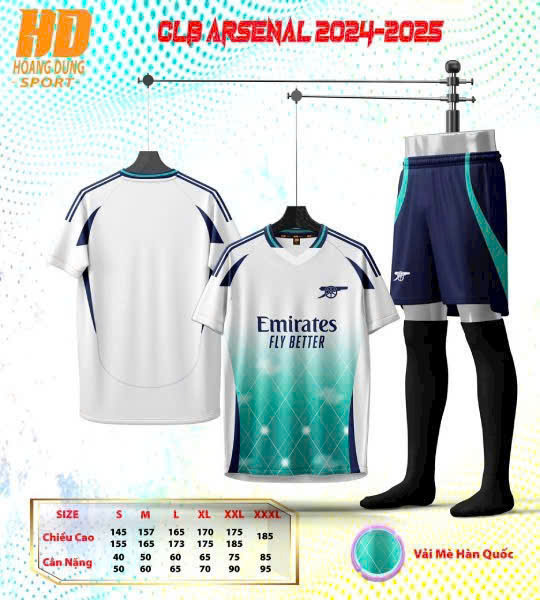 HD
HOÀNG DUNG
SPORT
CLB ARSENAL 2024-2025
Emirates
FLY BETTER
SIZE S M L XL XXL XXXL
Chiều Cao 145 157 165 170 175 185
155 165 173 175 185
Cân Nặng 40 50 60 65 75 85
50 60 65 70 90 95
Vải Mè Hàn Quốc